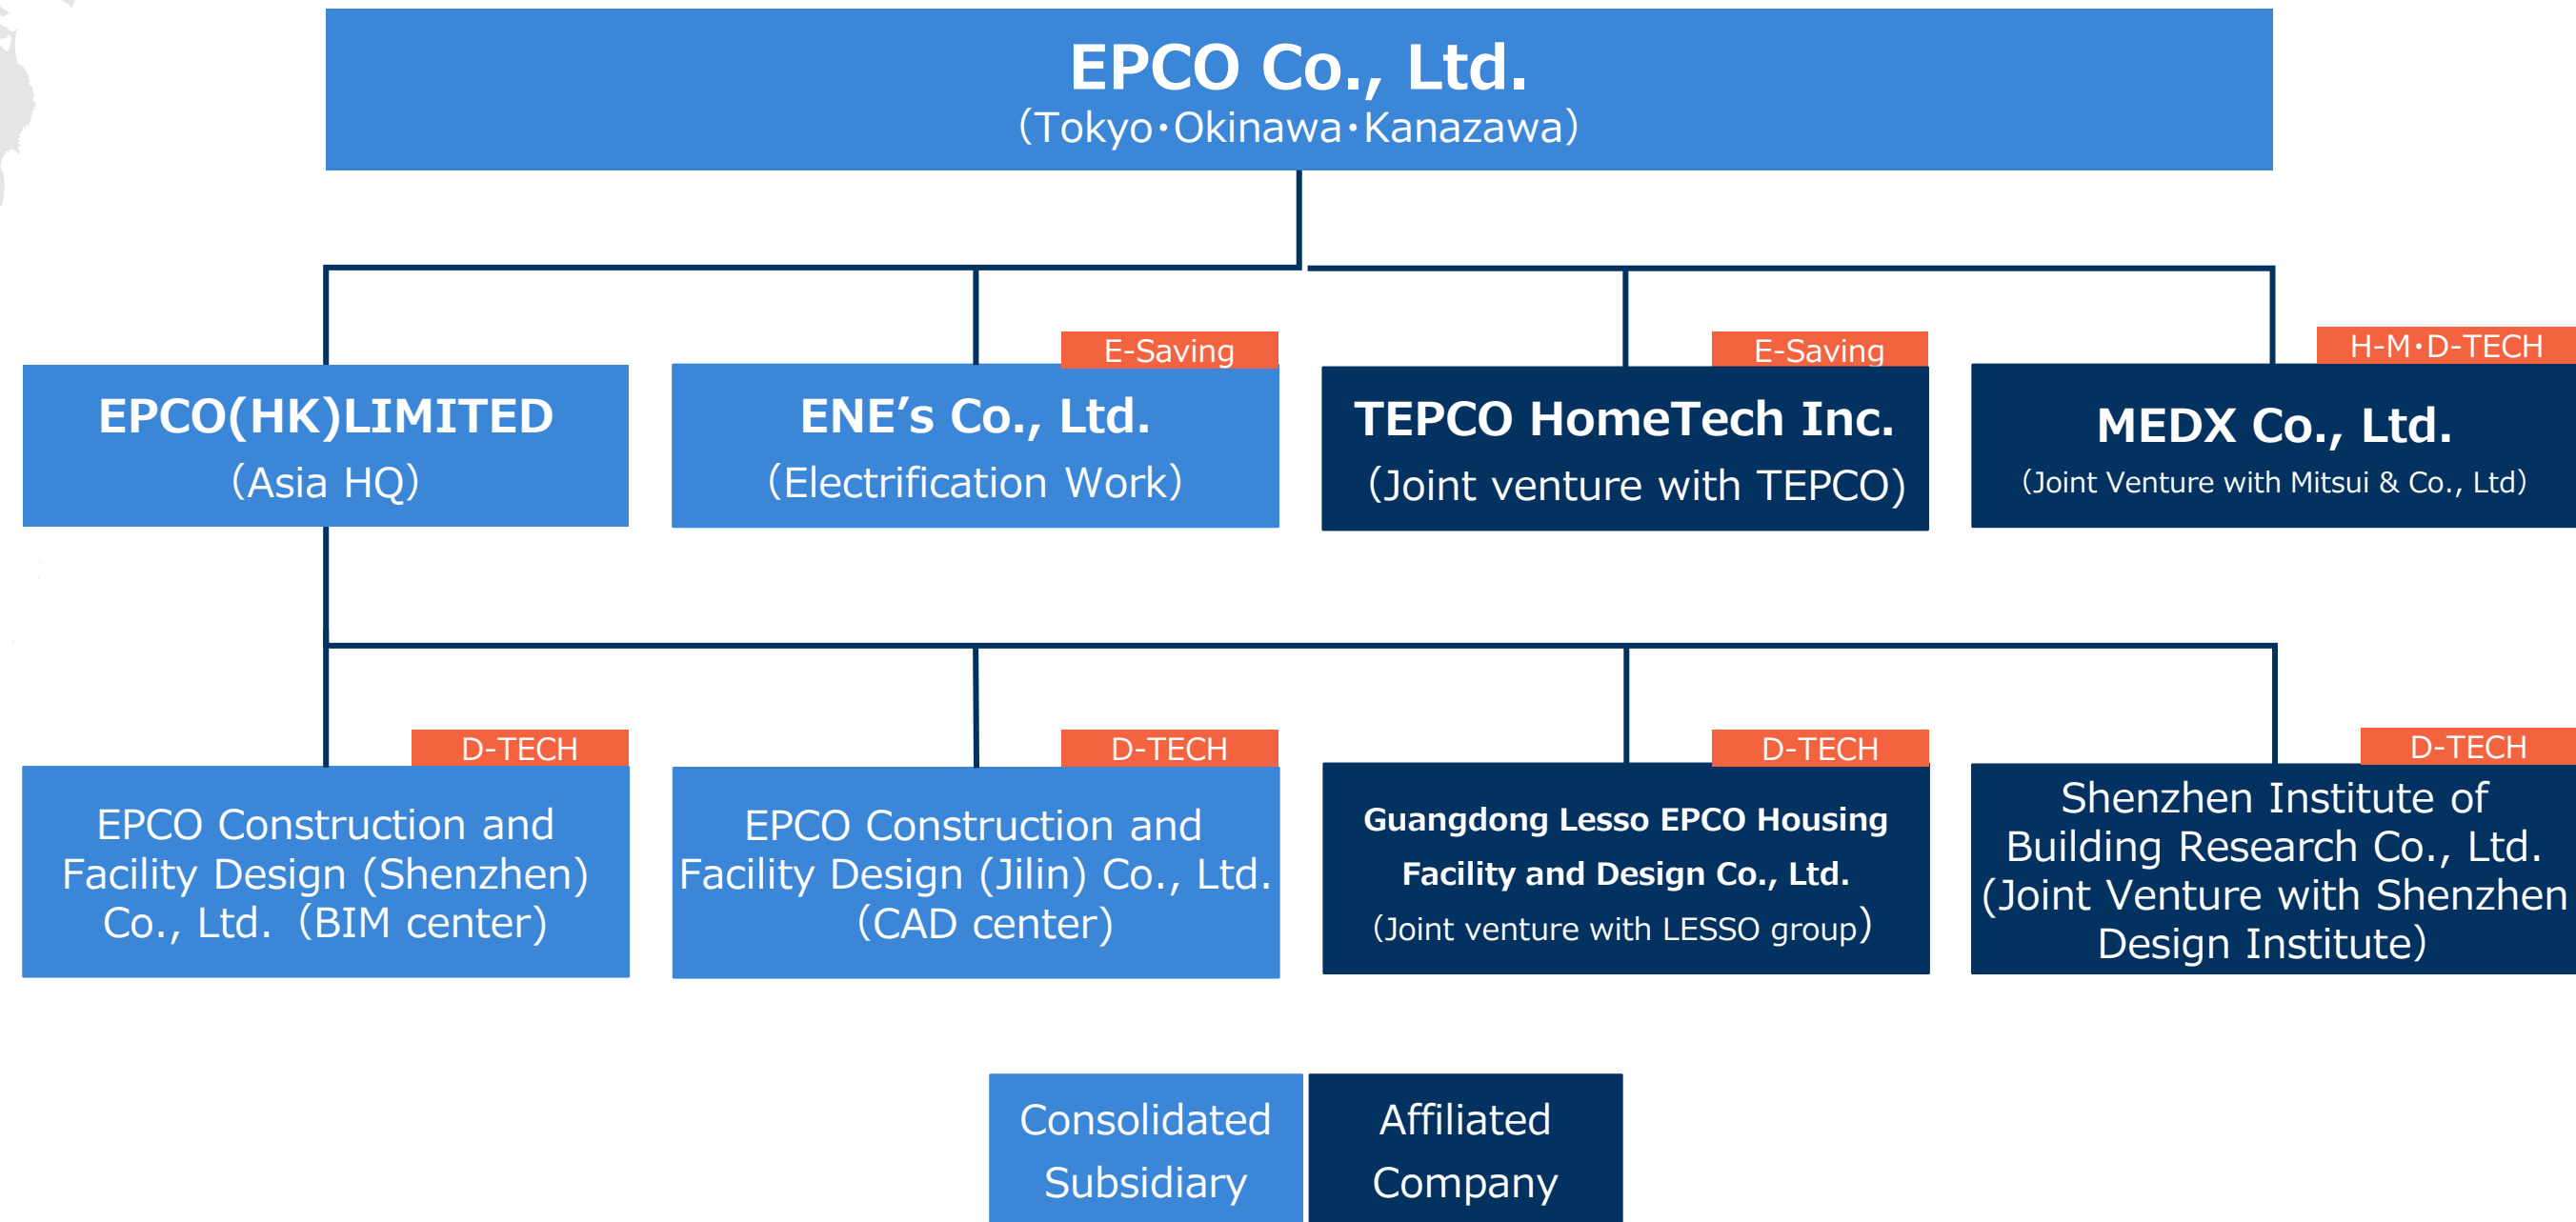 EPCO Co., Ltd.
（Tokyo・Okinawa・Kanazawa）
EPCO(HK)LIMITED
（Asia HQ）
E-Saving
ENE’s Co., Ltd.
（Electrification Work）
E-Saving
TEPCO HomeTech Inc.
（Joint venture with TEPCO)
H-M・D-TECH
MEDX Co., Ltd.
（Joint Venture with Mitsui & Co., Ltd）
D-TECH
EPCO Construction and
Facility Design (Shenzhen)
Co., Ltd.（BIM center）
D-TECH
EPCO Construction and
Facility Design (Jilin) Co., Ltd.
（CAD center）
D-TECH
Guangdong Lesso EPCO Housing
Facility and Design Co., Ltd.
（Joint venture with LESSO group）
D-TECH
Shenzhen Institute of
Building Research Co., Ltd.
(Joint Venture with Shenzhen
Design Institute）
Consolidated
Subsidiary
Affiliated
Company